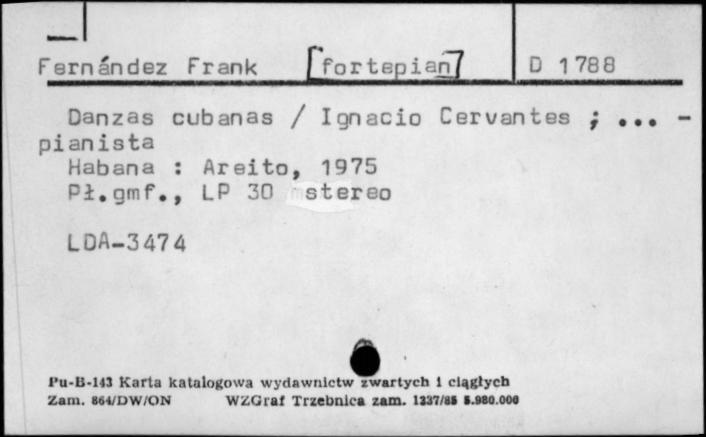 Fernández Frank [fortepian] D 1788
Danzas cubanas / Ignacio Cervantes ; ... -
pianista
Habana : Areito, 1975
Pł.gmf., LP 30 stereo
LDA-3474
Pu-B-143 Karta katalogowa wydawnictw zwartych i ciągłych
Zam. 864/DW/ON WZGraf Trzebnica zam. 1237/85 5.980.000